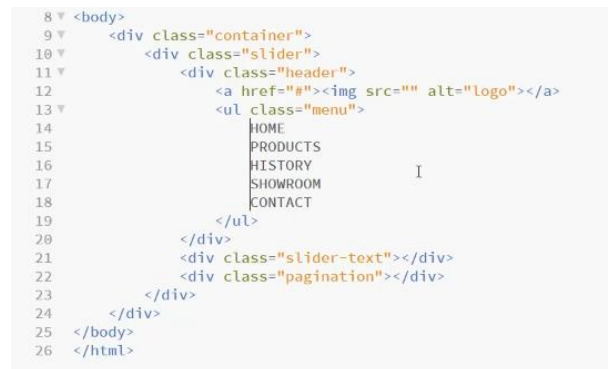 8 <body>
9 <div class="container">
10 <div class="slider">
11 <div class="header">
12 <a href="#"><img src="" alt="logo"></a>
13 <ul class="menu">
14 HOME
15 PRODUCTS
16 HISTORY
17 SHOWROOM
18 CONTACT
19 </ul>
20 </div>
21 <div class="slider-text"></div>
22 <div class="pagination"></div>
23 </div>
24 </div>
25 </body>
26 </html>